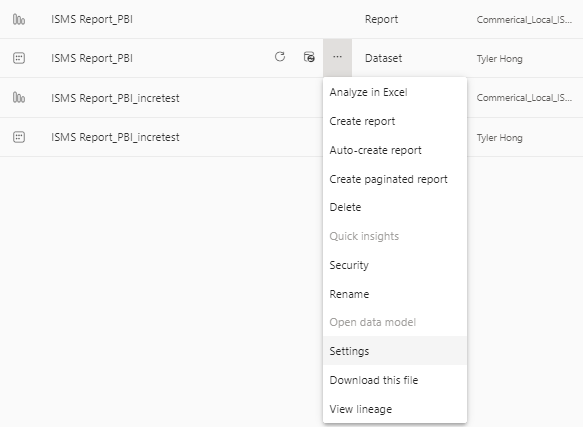 ISMS Report_PBI Report Commerical_Local_IS...
ISMS Report_PBI ... Dataset Tyler Hong
ISMS Report_PBI_incretest Commerical_Local_IS...
ISMS Report_PBI_incretest Tyler Hong
Analyze in Excel
Create report
Auto-create report
Create paginated report
Delete
Quick insights
Security
Rename
Open data model
Settings
Download this file
View lineage